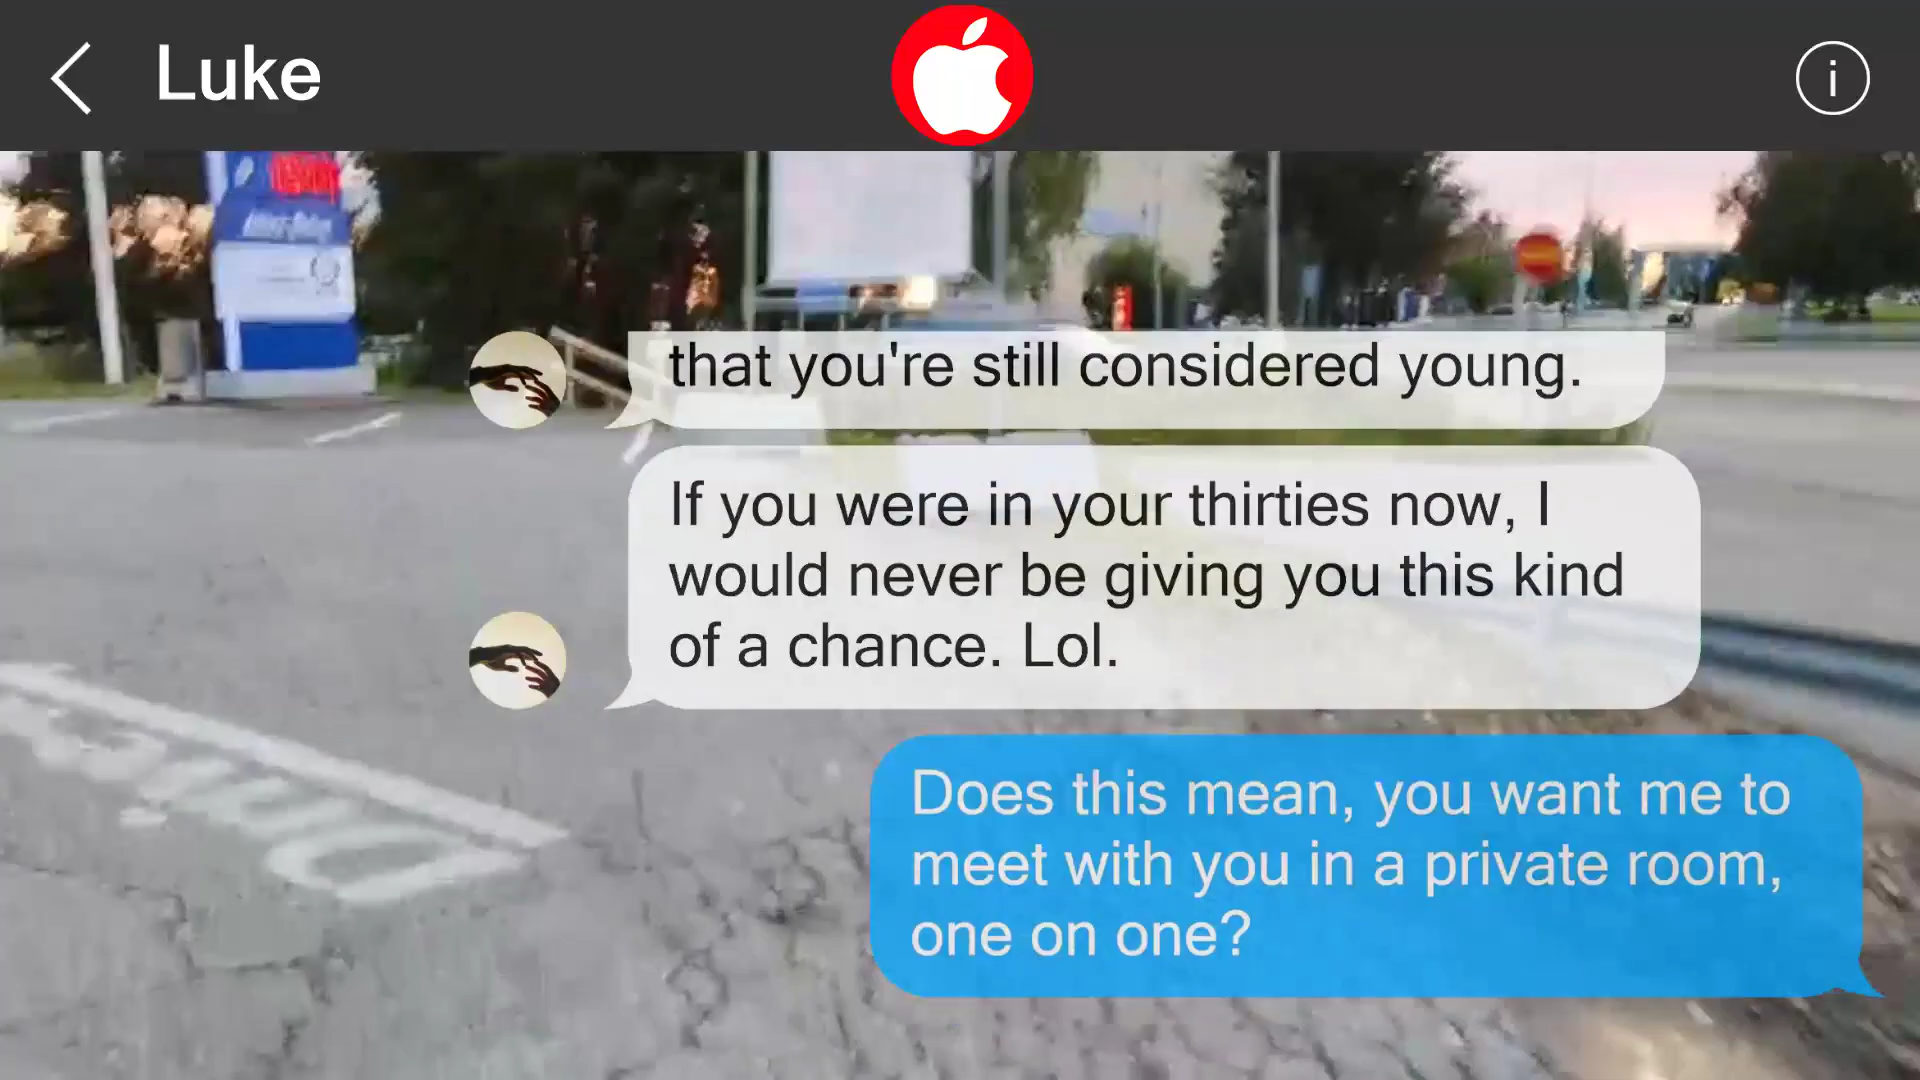 Luke
that you're still considered young.
If you were in your thirties now, I
would never be giving you this kind
of a chance. Lol.
Does this mean, you want me to
meet with you in a private room,
one on one?